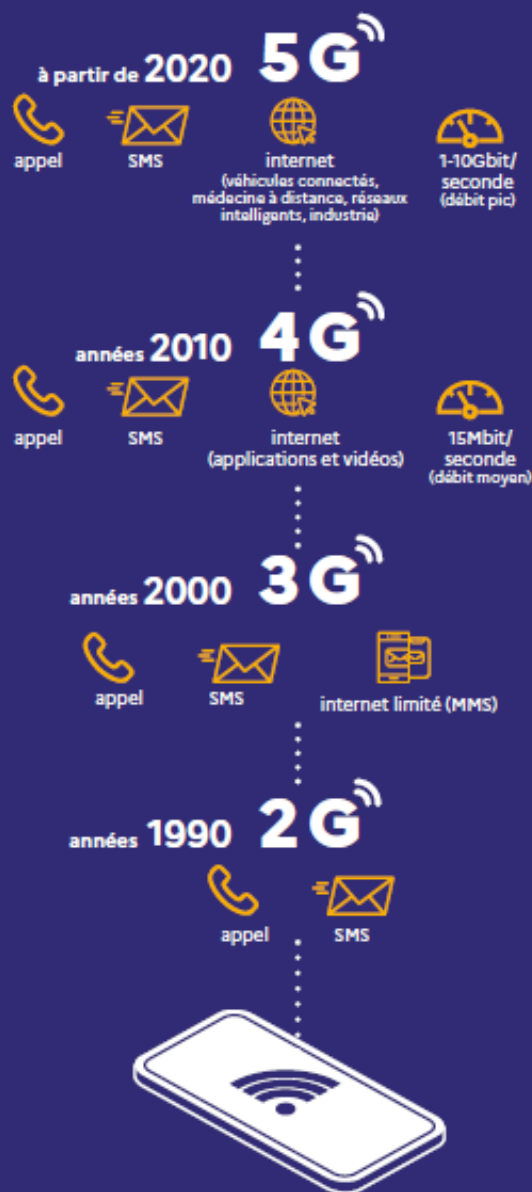 à partir de 2020 5G
appel
SMS
internet
(véhicules connectés,
médecine à distance, réseaux
intelligents, industrie)
1-10Gbit/
seconde
(débit pic)
années 2010 4G
appel
SMS
internet
(applications et vidéos)
15Mbit/
seconde
(débit moyen)
années 2000 3G
appel
SMS
internet limité (MMS)
années 1990 2G
appel
SMS